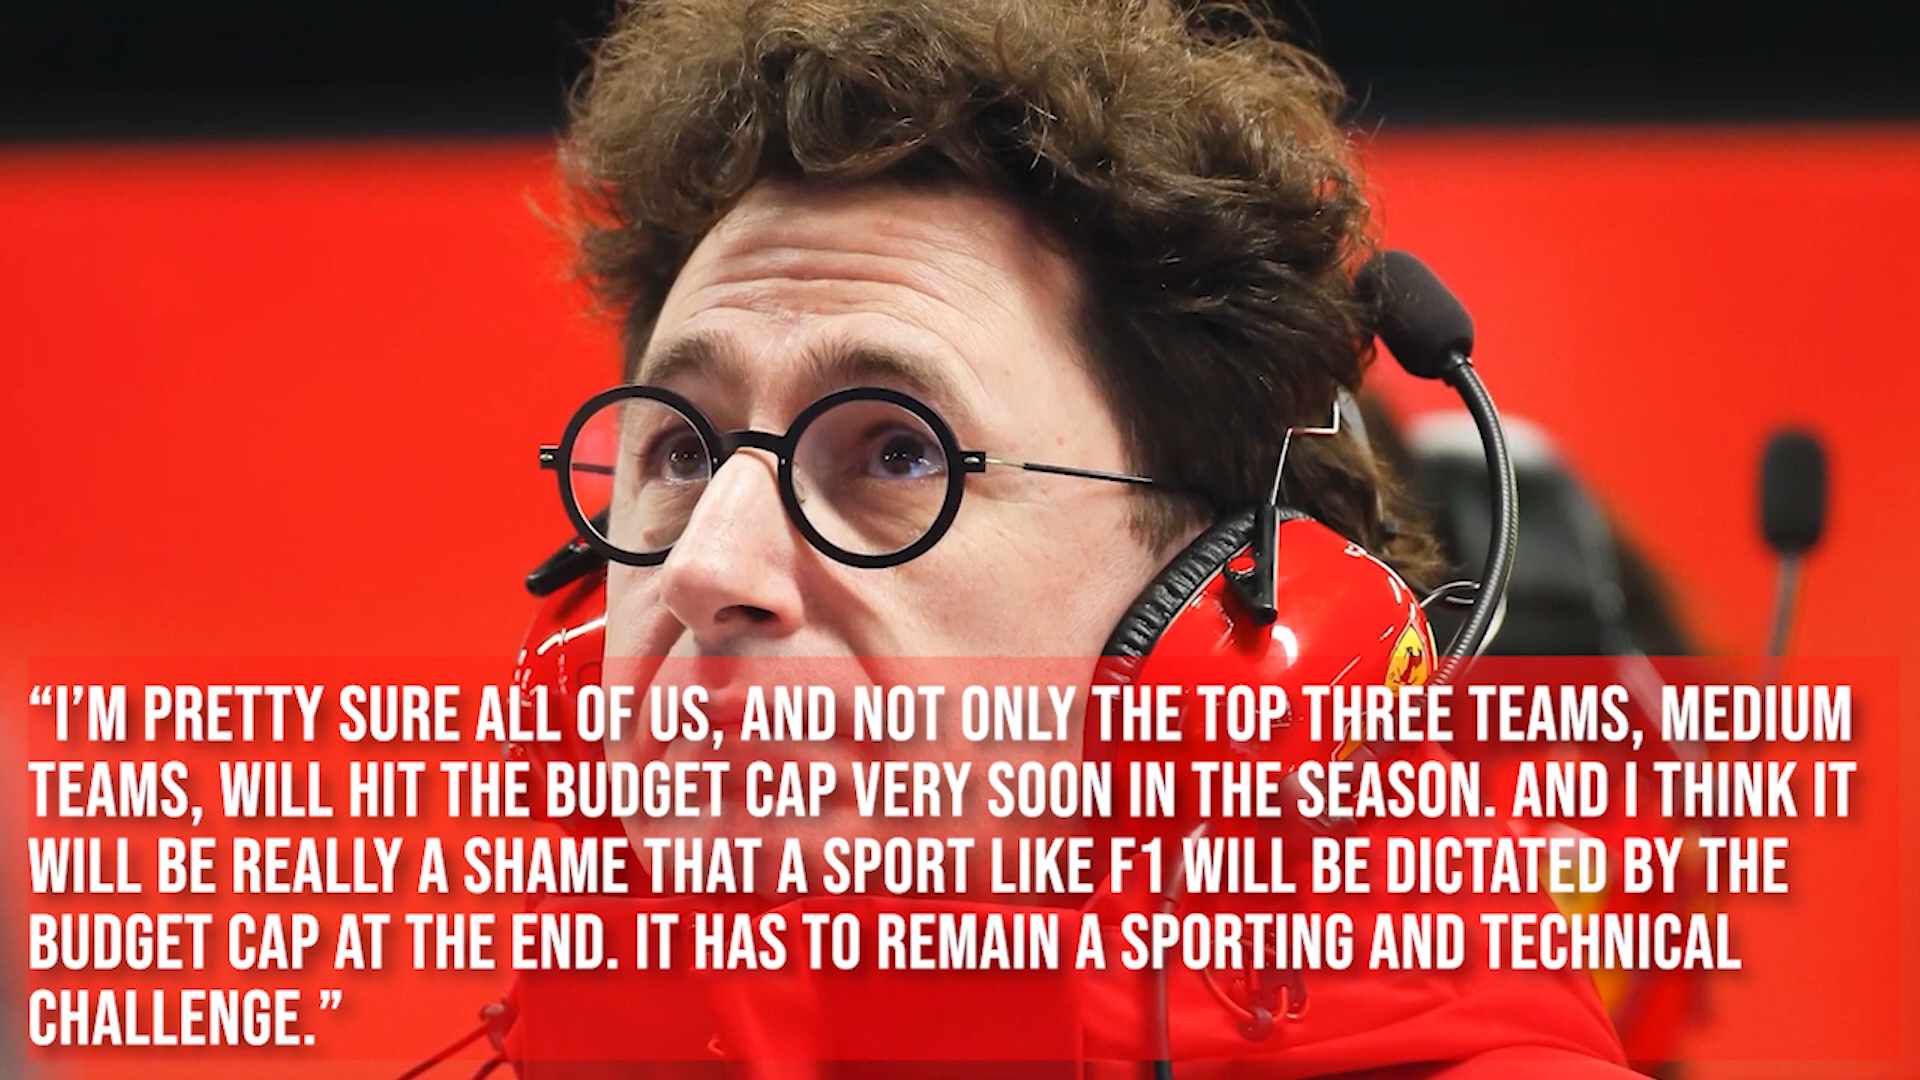 “I’M PRETTY SURE ALL OF US, AND NOT ONLY THE TOP THREE TEAMS, MEDIUM
TEAMS, WILL HIT THE BUDGET CAP VERY SOON IN THE SEASON. AND I THINK IT
WILL BE REALLY A SHAME THAT A SPORT LIKE F1 WILL BE DICTATED BY THE
BUDGET CAP AT THE END. IT HAS TO REMAIN A SPORTING AND TECHNICAL
CHALLENGE.”